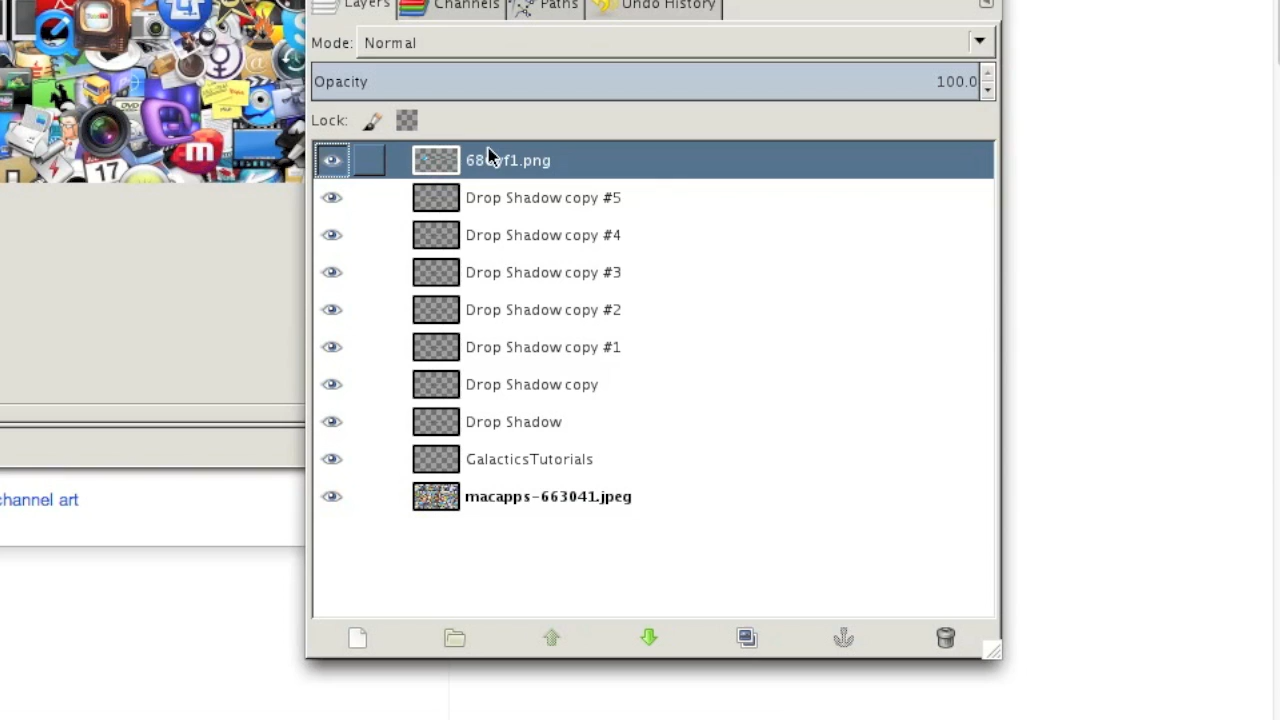 Layers Channels Paths Undo History
Mode: Normal
Opacity 100.0
Lock:
Drop Shadow copy #5
Drop Shadow copy #4
Drop Shadow copy #3
Drop Shadow copy #2
Drop Shadow copy #1
Drop Shadow copy
Drop Shadow
GalacticsTutorials
macapps-663041.jpeg
channel art
DVD
m
17